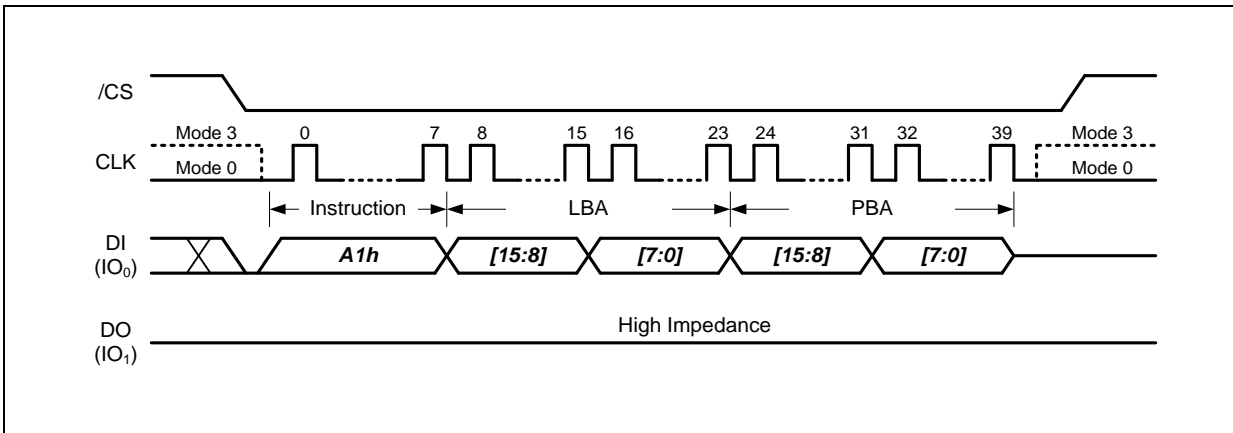 /CS
Mode 3 0 7 8 15 16 23 24 31 32 39 Mode 3
CLK
Mode 0 Mode 0
Instruction LBA PBA
DI
(IO₀)
A1h [15:8] [7:0] [15:8] [7:0]
High Impedance
DO
(IO₁)